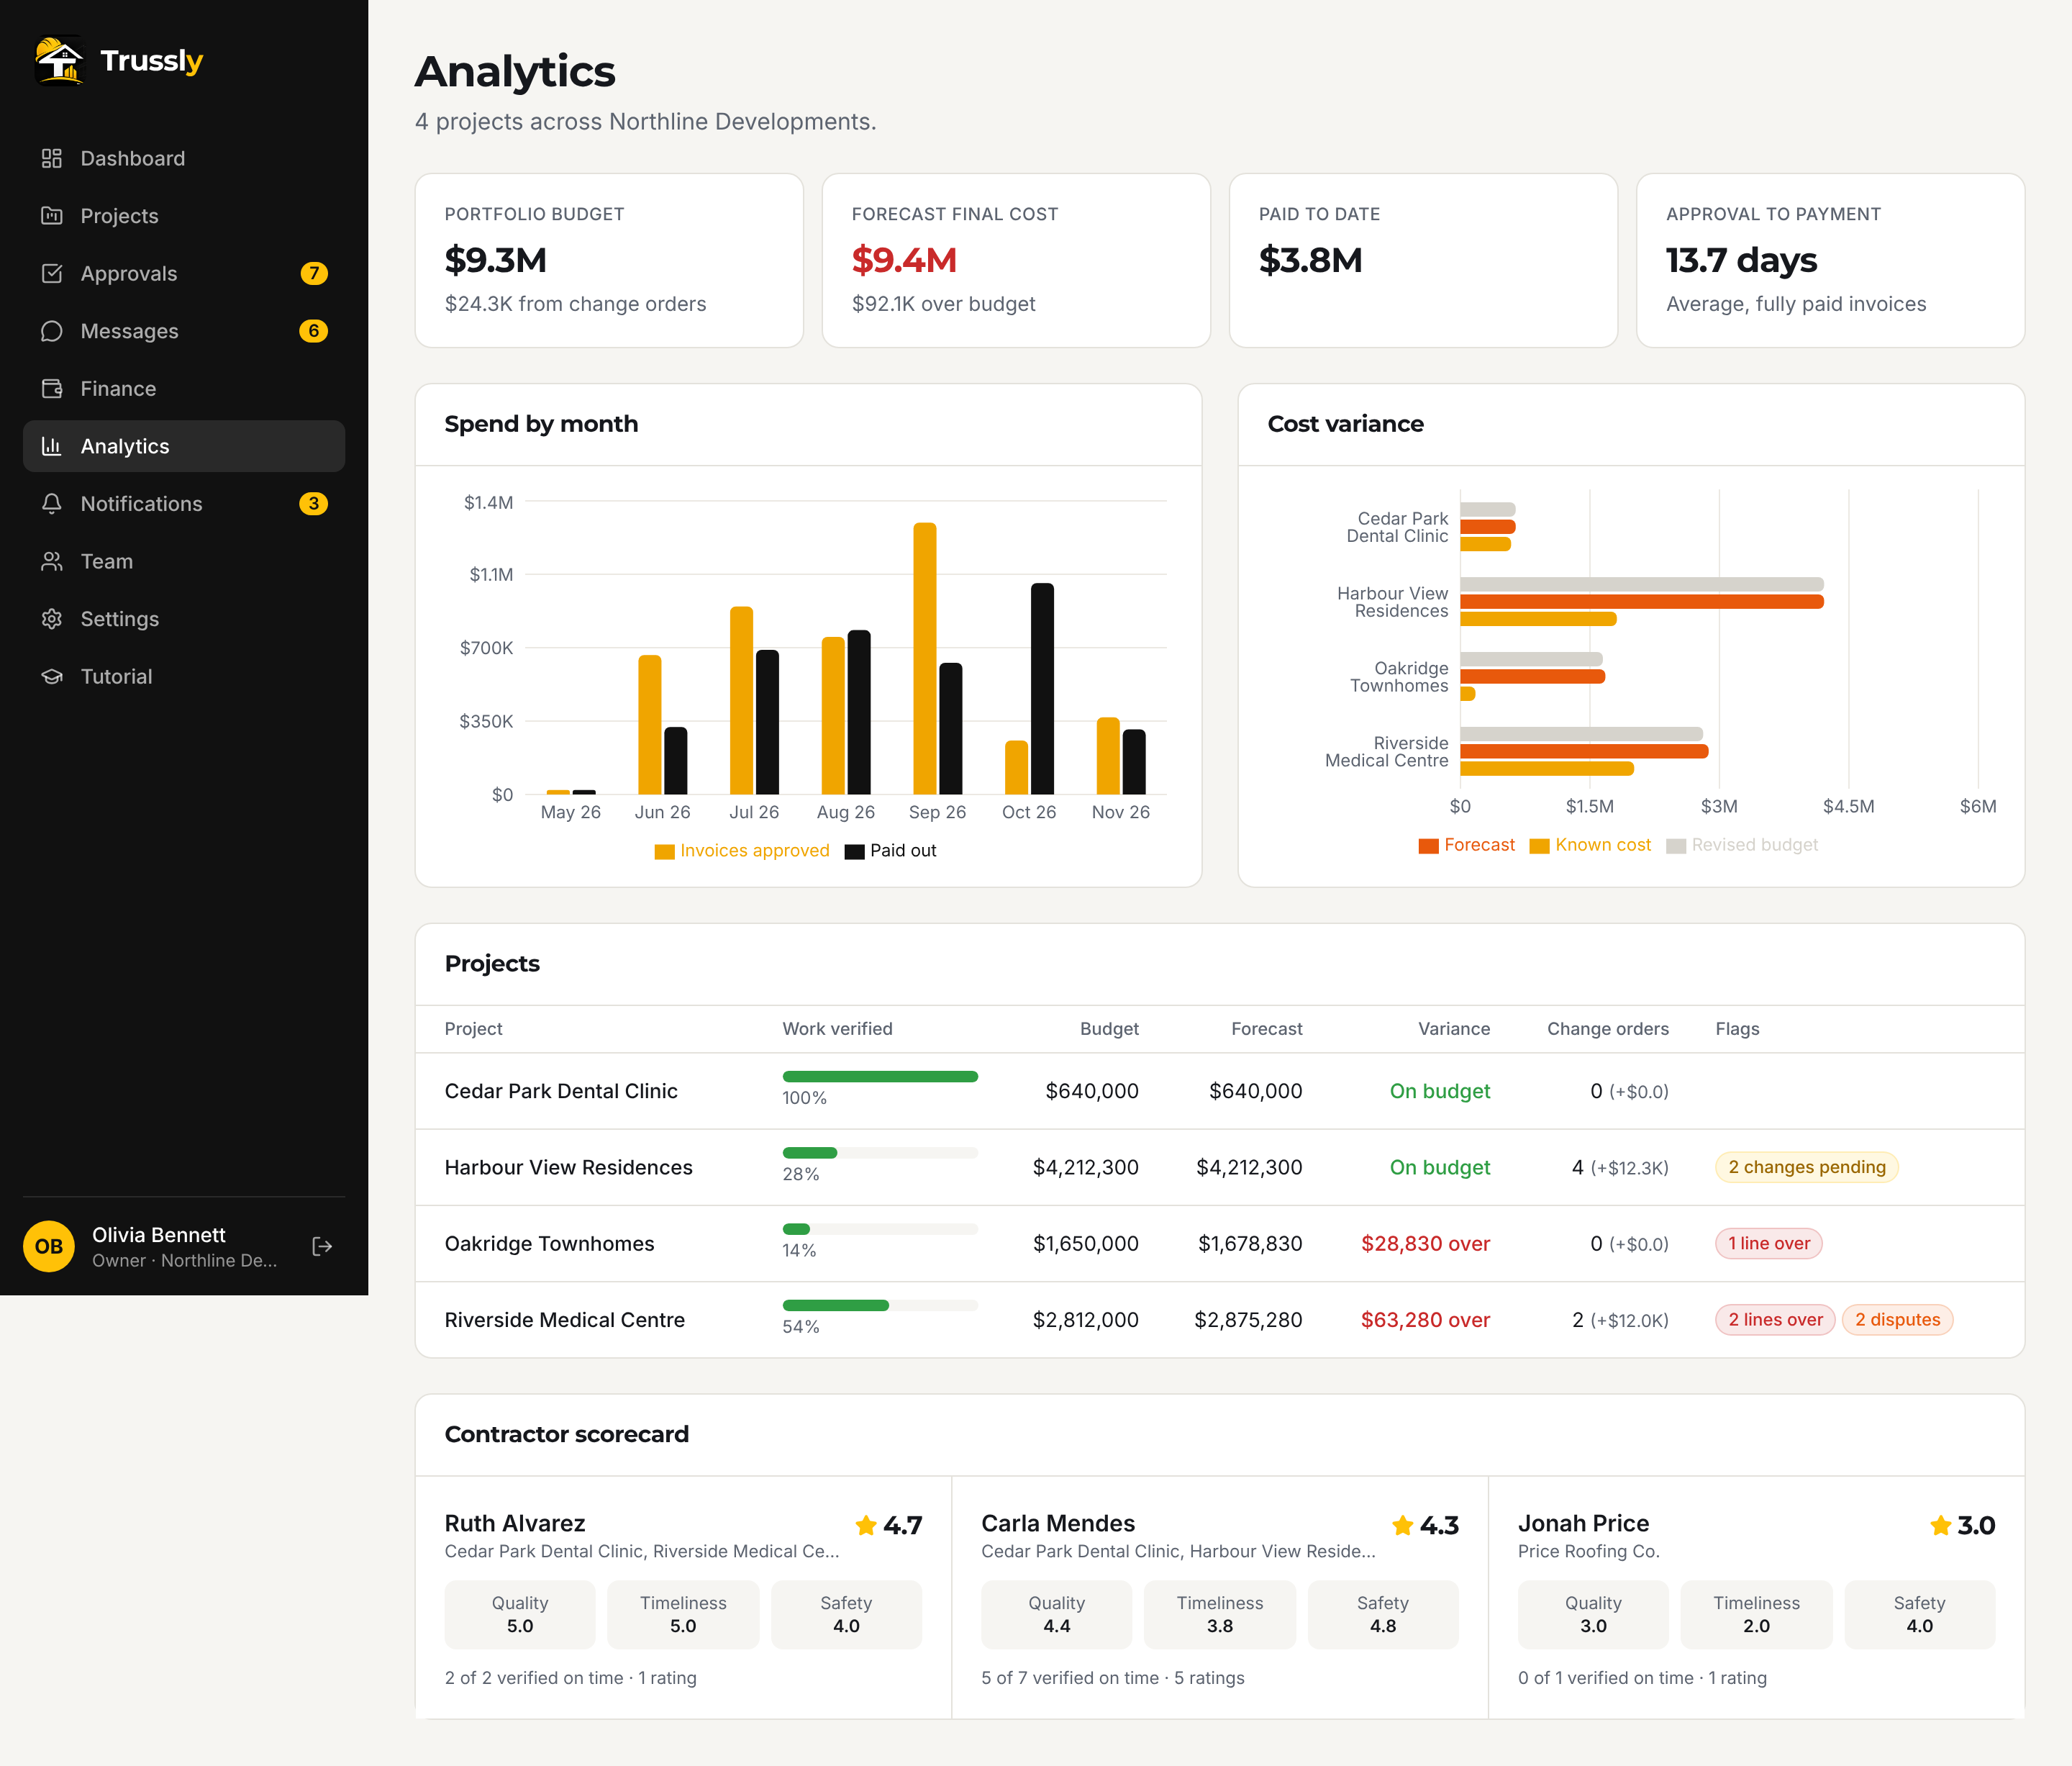 Trussly
Dashboard
Projects
Approvals 7
Messages 6
Finance
Analytics
Notifications 3
Team
Settings
Tutorial
OB
Olivia Bennett
Owner · Northline De...
Analytics
4 projects across Northline Developments.
PORTFOLIO BUDGET
$9.3M
$24.3K from change orders
FORECAST FINAL COST
$9.4M
$92.1K over budget
PAID TO DATE
$3.8M
APPROVAL TO PAYMENT
13.7 days
Average, fully paid invoices
Spend by month
$1.4M
$1.1M
$700K
$350K
$0
May 26 Jun 26 Jul 26 Aug 26 Sep 26 Oct 26 Nov 26
Invoices approved Paid out
Cost variance
Cedar Park
Dental Clinic
Harbour View
Residences
Oakridge
Townhomes
Riverside
Medical Centre
$0 $1.5M $3M $4.5M $6M
Forecast Known cost Revised budget
Projects
Project Work verified Budget Forecast Variance Change orders Flags
Cedar Park Dental Clinic 100% $640,000 $640,000 On budget 0 (+$0.0)
Harbour View Residences 28% $4,212,300 $4,212,300 On budget 4 (+$12.3K) 2 changes pending
Oakridge Townhomes 14% $1,650,000 $1,678,830 $28,830 over 0 (+$0.0) 1 line over
Riverside Medical Centre 54% $2,812,000 $2,875,280 $63,280 over 2 (+$12.0K) 2 lines over 2 disputes
Contractor scorecard
Ruth Alvarez 4.7
Cedar Park Dental Clinic, Riverside Medical Ce...
Quality Timeliness Safety
5.0 5.0 4.0
2 of 2 verified on time · 1 rating
Carla Mendes 4.3
Cedar Park Dental Clinic, Harbour View Reside...
Quality Timeliness Safety
4.4 3.8 4.8
5 of 7 verified on time · 5 ratings
Jonah Price 3.0
Price Roofing Co.
Quality Timeliness Safety
3.0 2.0 4.0
0 of 1 verified on time · 1 rating